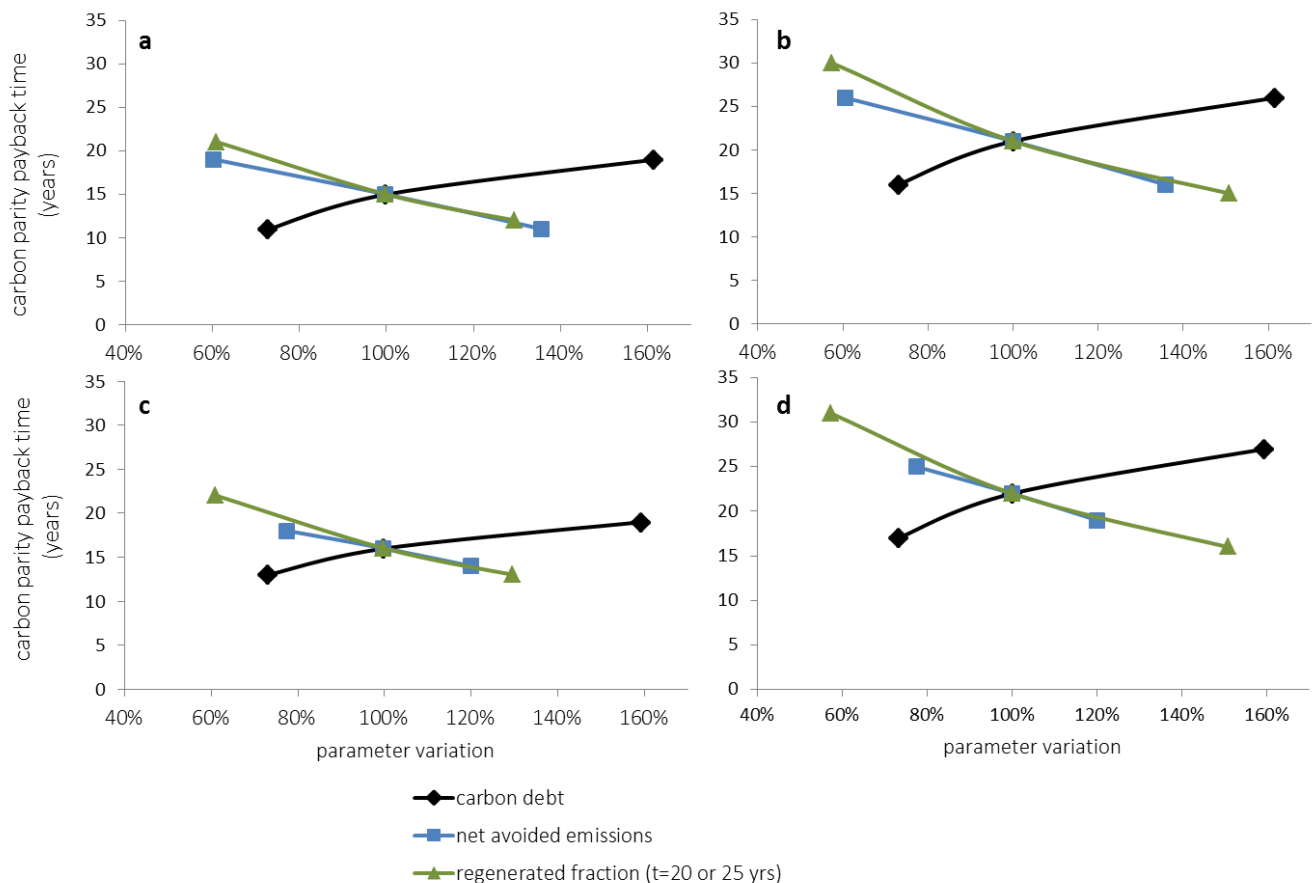 a
35
30
25
20
15
10
5
0
40% 60% 80% 100% 120% 140% 160%
carbon parity payback time
(years)
b
35
30
25
20
15
10
5
0
40% 60% 80% 100% 120% 140% 160%
c
35
30
25
20
15
10
5
0
40% 60% 80% 100% 120% 140% 160%
carbon parity payback time
(years)
parameter variation
d
35
30
25
20
15
10
5
0
40% 60% 80% 100% 120% 140% 160%
parameter variation
carbon debt
net avoided emissions
regenerated fraction (t=20 or 25 yrs)